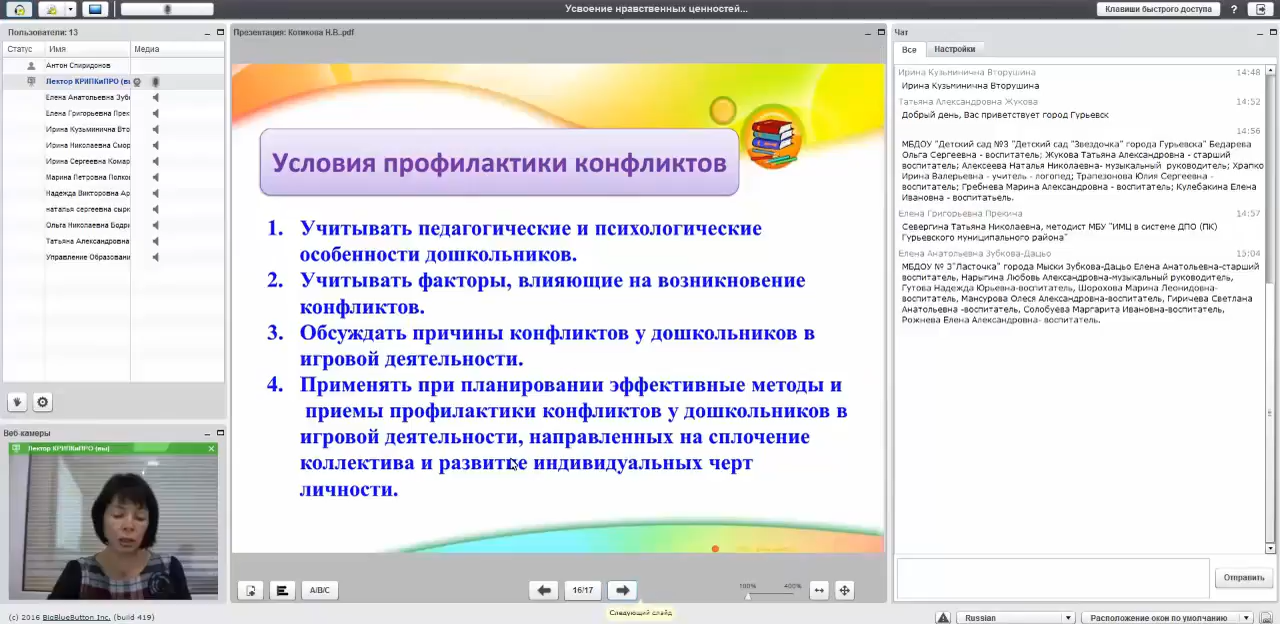 Усвоение нравственных ценностей...
Клавиши быстрого доступа
?
Пользователи: 13
Статус Имя Медиа
Антон Спиридонов
Лектор КРИПКиПРО (вы
Елена Анатольевна Зуб
Елена Григорьевна Прек
Ирина Кузьминична Вто
Ирина Николаевна Смор
Ирина Сергеевна Комар
Марина Петровна Полко
Надежда Викторовна Ар
наталья сергеевна сырк
Ольга Николаевна Бодри
Татьяна Александровна
Управление Образовани
Веб-камеры
Лектор КРИПКиПРО (вы)
Презентация: Котикова Н.В..pdf
Условия профилактики конфликтов
1. Учитывать педагогические и психологические
особенности дошкольников.
2. Учитывать факторы, влияющие на возникновение
конфликтов.
3. Обсуждать причины конфликтов у дошкольников в
игровой деятельности.
4. Применять при планировании эффективные методы и
приемы профилактики конфликтов у дошкольников в
игровой деятельности, направленных на сплочение
коллектива и развитие индивидуальных черт
личности.
A/B/C
16/17
100% 400%
Следующий слайд
Чат
Все Настройки
Ирина Кузьминична Вторушина 14:48
Ирина Кузьминична Вторушина
Татьяна Александровна Жукова 14:52
Добрый день, Вас приветствует город Гурьевск
14:56
МБДОУ "Детский сад №3 "Детский сад "Звездочка" города Гурьевска" Бедарева
Ольга Сергеевна - воспитатель; Жукова Татьяна Александровна - старший
воспитатель; Алексеева Наталья Николаевна- музыкальный руководитель; Храпко
Ирина Валерьевна - учитель - логопед; Трапезонова Юлия Сергеевна -
воспитатель; Гребнева Марина Александровна - воспитатель; Кулебакина Елена
Ивановна - воспитатьель.
Елена Григорьевна Прекина 14:57
Севергина Татьяна Николаевна, методист МБУ "ИМЦ в системе ДПО (ПК)
Гурьевского муниципального района"
Елена Анатольевна Зубкова-Дацьо 15:04
МБДОУ № 3"Ласточка" города Мыски Зубкова-Дацьо Елена Анатольевна-старший
воспитатель, Нарыгина Любовь Александровна-музыкальный руководитель,
Гутова Надежда Юрьевна-воспитатель, Шорохова Марина Леонидовна-
воспитатель, Мансурова Олеся Александровна-воспитатель, Гиричева Светлана
Анатольевна -воспитатель, Солобуева Маргарита Ивановна-воспитатель,
Рожнева Елена Александровна- воспитатель.
Отправить
(c) 2016 BigBlueButton Inc. (build 419)
Russian
Расположение окон по умолчанию